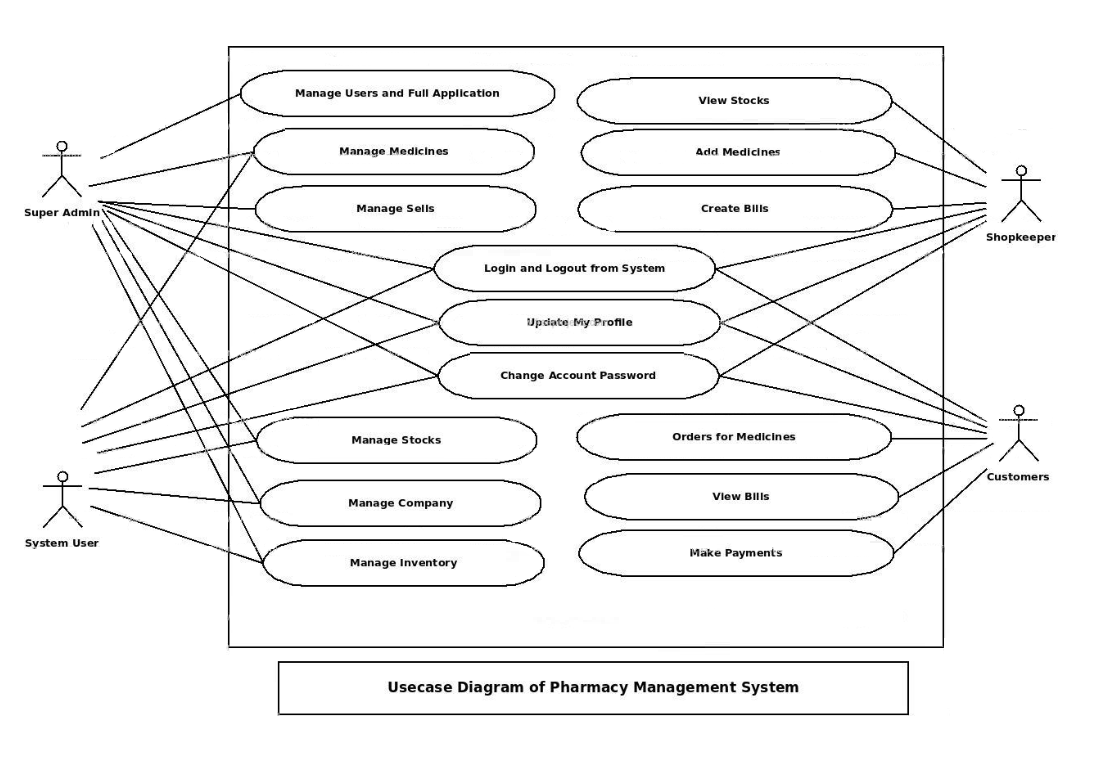 Manage Users and Full Application
View Stocks
Manage Medicines
Add Medicines
Super Admin
Manage Sells
Create Bills
Shopkeeper
Login and Logout from System
Update My Profile
Change Account Password
Manage Stocks
Orders for Medicines
Customers
Manage Company
View Bills
System User
Manage Inventory
Make Payments
Usecase Diagram of Pharmacy Management System